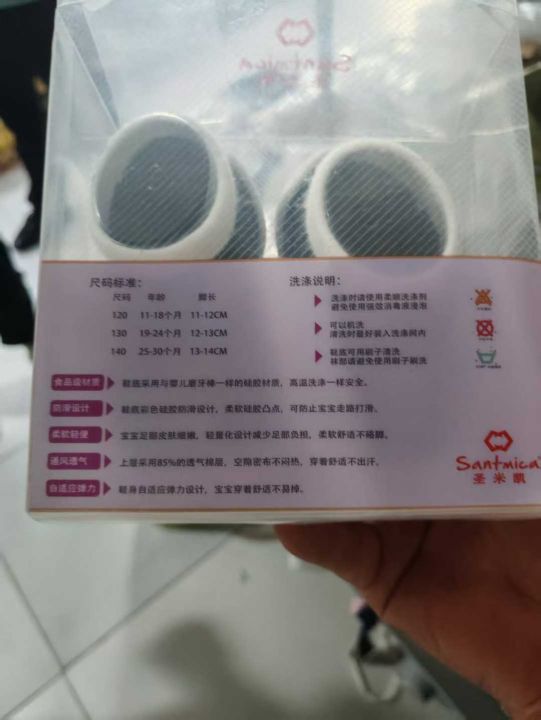 Santmica
圣米凯
尺码标准：
尺码 年龄 脚长
120 11-18个月 11-12CM
130 19-24个月 12-13CM
140 25-30个月 13-14CM
洗涤说明：
洗涤时请使用柔顺洗涤剂
避免使用强效消毒液浸泡
可以机洗
清洗时最好装入洗涤网内
鞋底可用刷子清洗
袜部请避免使用刷子刷洗
食品级材质 鞋底采用与婴儿磨牙棒一样的硅胶材质，高温洗涤一样安全。
防滑设计 鞋底彩色硅胶防滑设计，柔软硅胶凸点，可防止宝宝走路打滑。
柔软轻便 宝宝足部皮肤细嫩，轻量化设计减少足部负担，柔软舒适不硌脚。
通风透气 上层采用85%的透气棉层，空隙密布不闷热，穿着舒适不出汗。
自适应弹力 鞋身自适应弹力设计，宝宝穿着舒适不易掉。
Santmica
圣米凯